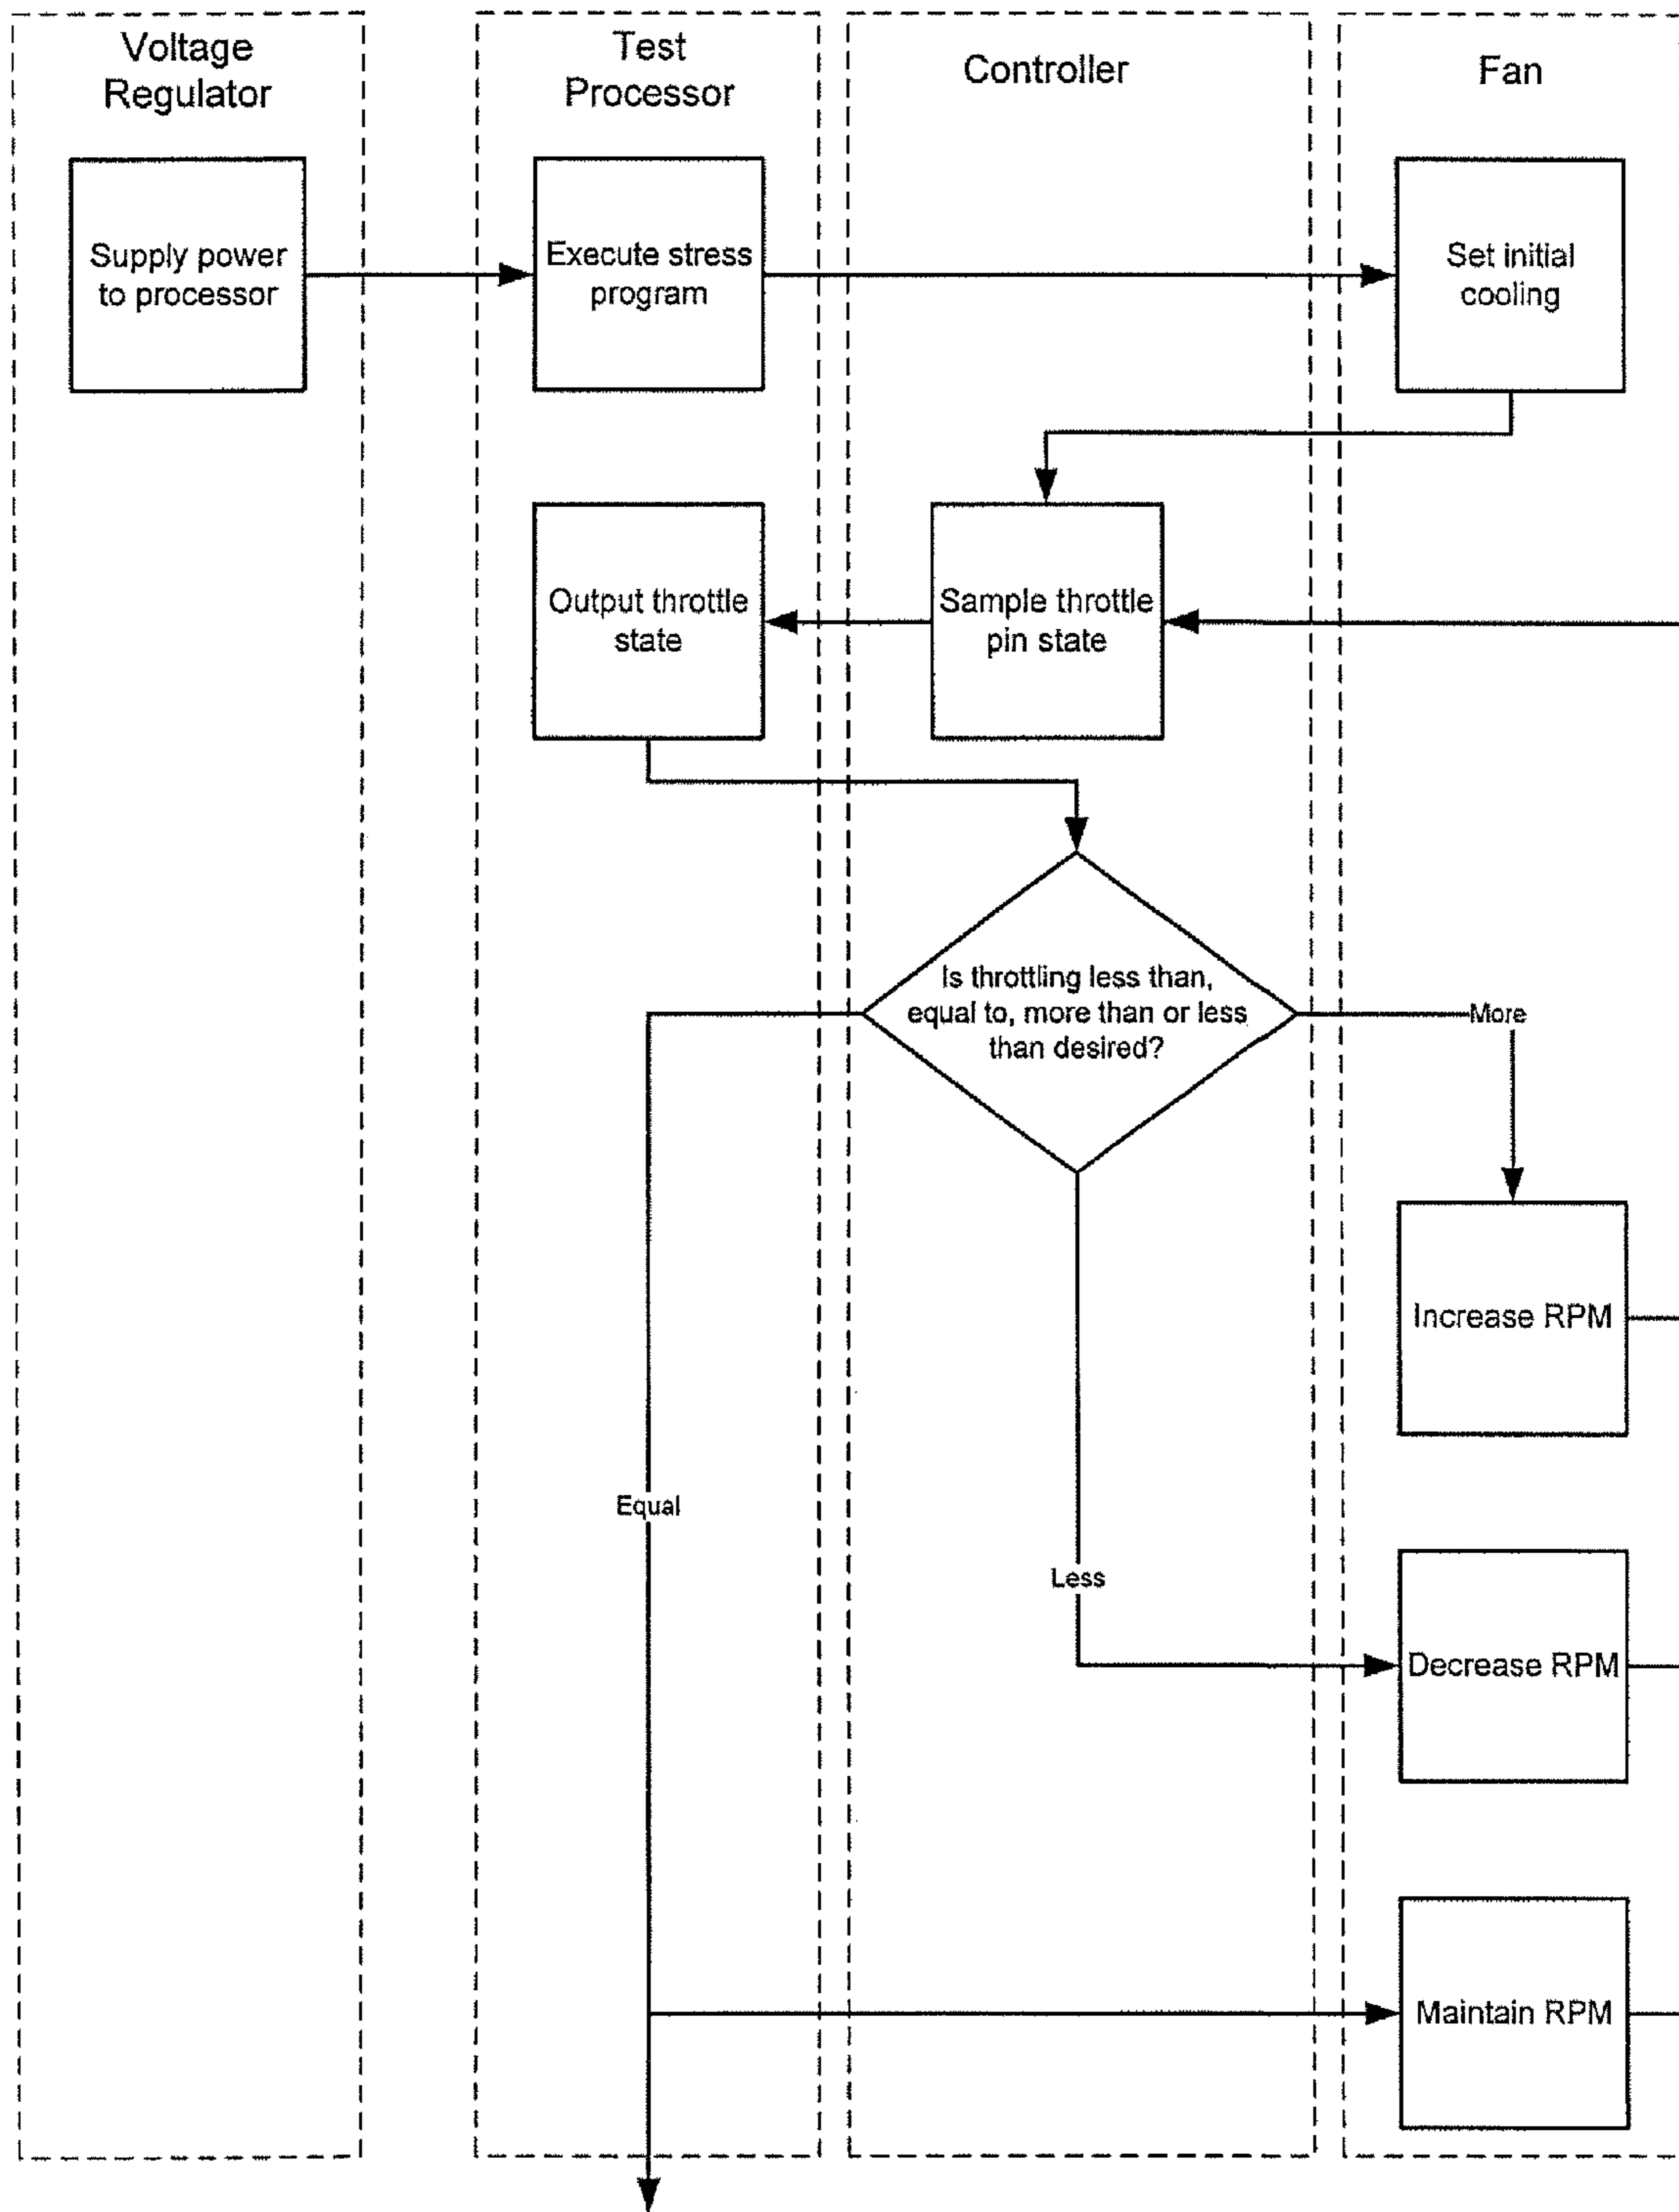 Voltage
Regulator
Test
Processor
Controller
Fan
Supply power
to processor
Execute stress
program
Set initial
cooling
Output throttle
state
Sample throttle
pin state
Is throttling less than,
equal to, more than or less
than desired?
More
Increase RPM
Equal
Less
Decrease RPM
Maintain RPM